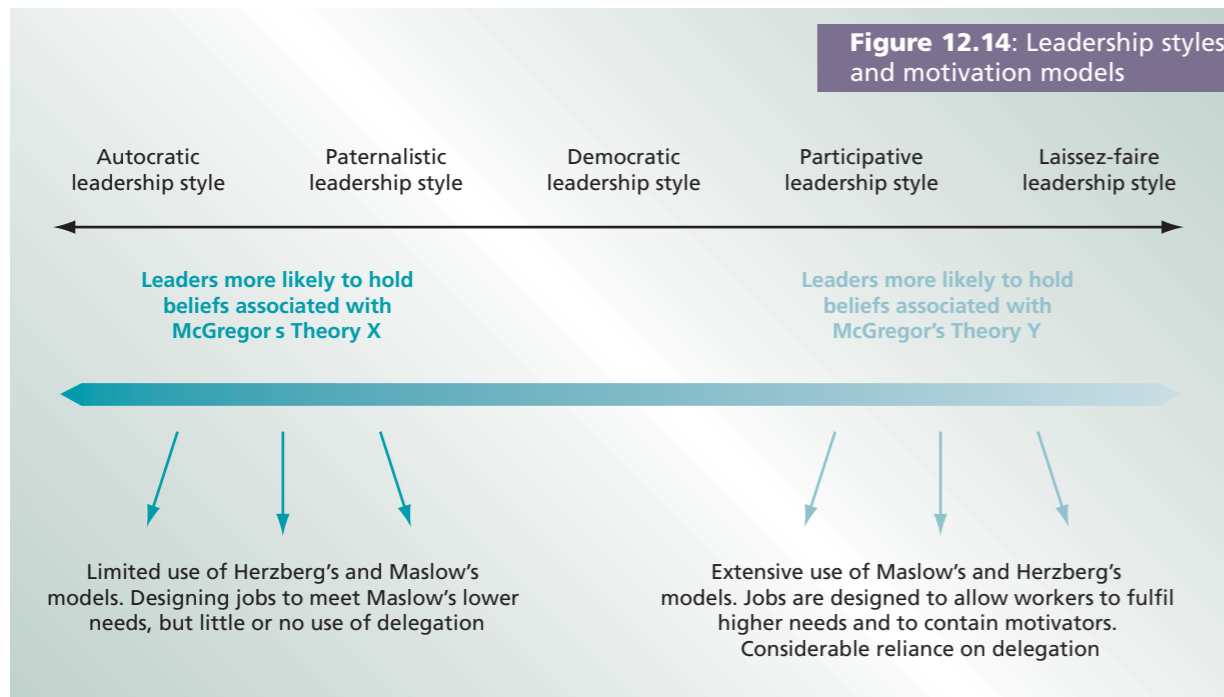 Figure 12.14: Leadership styles
and motivation models
Autocratic
leadership style
Paternalistic
leadership style
Democratic
leadership style
Participative
leadership style
Laissez-faire
leadership style
Leaders more likely to hold
beliefs associated with
McGregor s Theory X
Leaders more likely to hold
beliefs associated with
McGregor's Theory Y
Limited use of Herzberg's and Maslow's
models. Designing jobs to meet Maslow's lower
needs, but little or no use of delegation
Extensive use of Maslow's and Herzberg's
models. Jobs are designed to allow workers to fulfil
higher needs and to contain motivators.
Considerable reliance on delegation